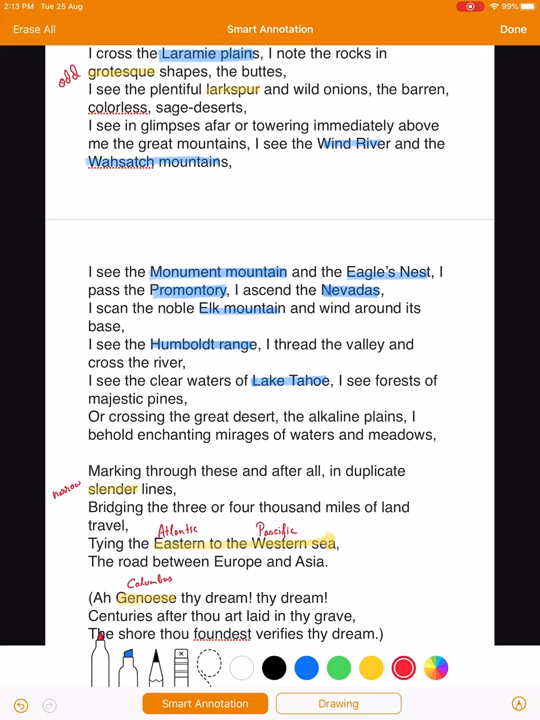 2:13 PM Tue 25 Aug 99%
Erase All Smart Annotation Done
I cross the Laramie plains, I note the rocks in
odd grotesque shapes, the buttes,
I see the plentiful larkspur and wild onions, the barren,
colorless, sage-deserts,
I see in glimpses afar or towering immediately above
me the great mountains, I see the Wind River and the
Wahsatch mountains,
I see the Monument mountain and the Eagle's Nest, I
pass the Promontory, I ascend the Nevadas,
I scan the noble Elk mountain and wind around its
base,
I see the Humboldt range, I thread the valley and
cross the river,
I see the clear waters of Lake Tahoe, I see forests of
majestic pines,
Or crossing the great desert, the alkaline plains, I
behold enchanting mirages of waters and meadows,
Marking through these and after all, in duplicate
narrow slender lines,
Bridging the three or four thousand miles of land
travel,
Atlantic Pascific
Tying the Eastern to the Western sea,
The road between Europe and Asia.
Columbus
(Ah Genoese thy dream! thy dream!
Centuries after thou art laid in thy grave,
The shore thou foundest verifies thy dream.)
Smart Annotation Drawing